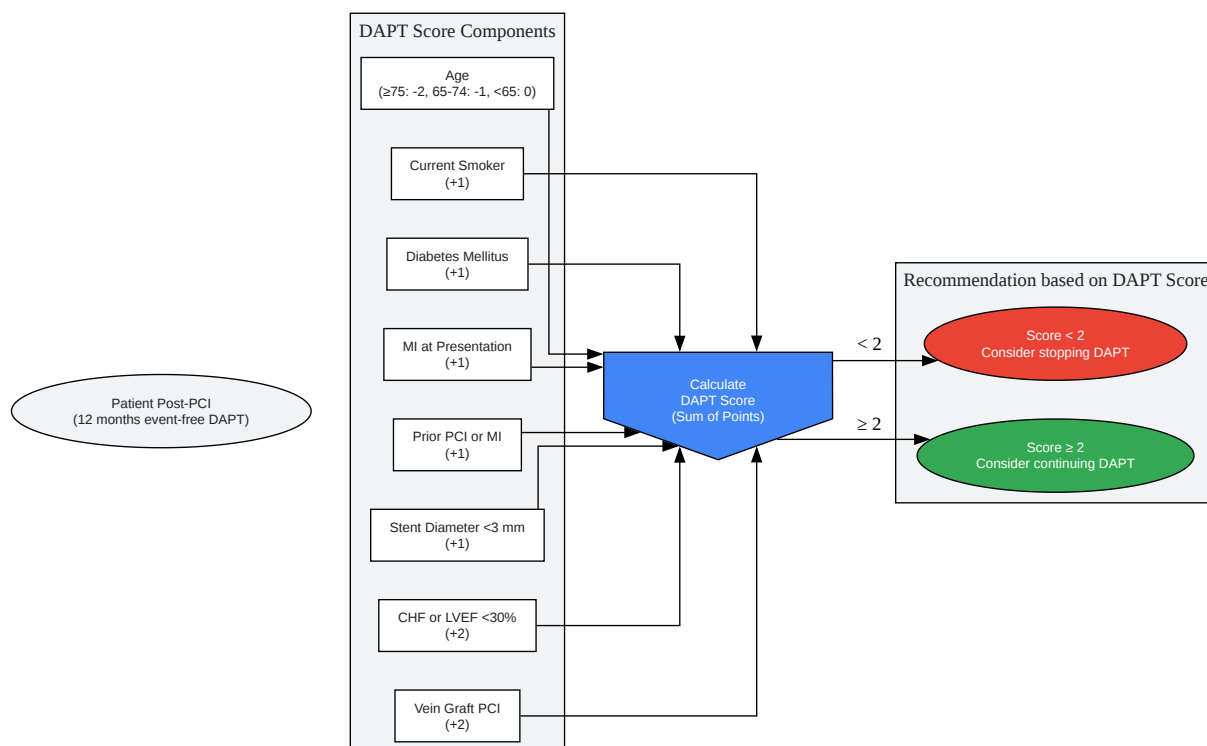 DAPT Score Components
Age
(≥75: -2, 65-74: -1, <65: 0)
Current Smoker
(+1)
Diabetes Mellitus
(+1)
MI at Presentation
(+1)
Patient Post-PCI
(12 months event-free DAPT)
Prior PCI or MI
(+1)
Stent Diameter <3 mm
(+1)
CHF or LVEF <30%
(+2)
Vein Graft PCI
(+2)
Calculate
DAPT Score
(Sum of Points)
< 2
≥ 2
Recommendation based on DAPT Score
Score < 2
Consider stopping DAPT
Score ≥ 2
Consider continuing DAPT